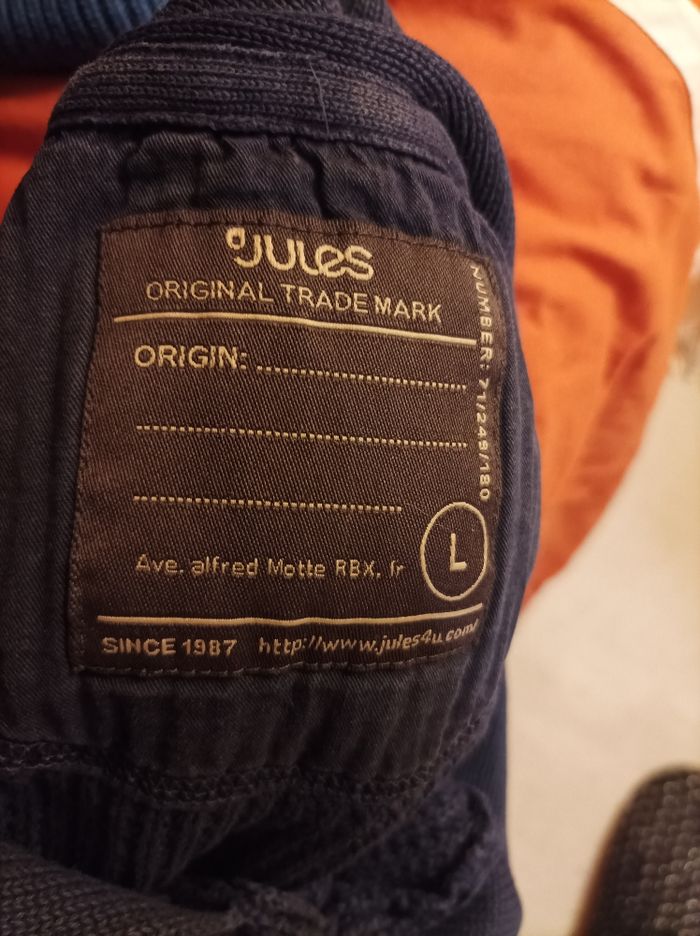 JULES
ORIGINAL TRADE MARK
NUMBER: 71/249/180
ORIGIN:
Ave. alfred Motte RBX. fr
L
SINCE 1987 http://www.jules4u.com/